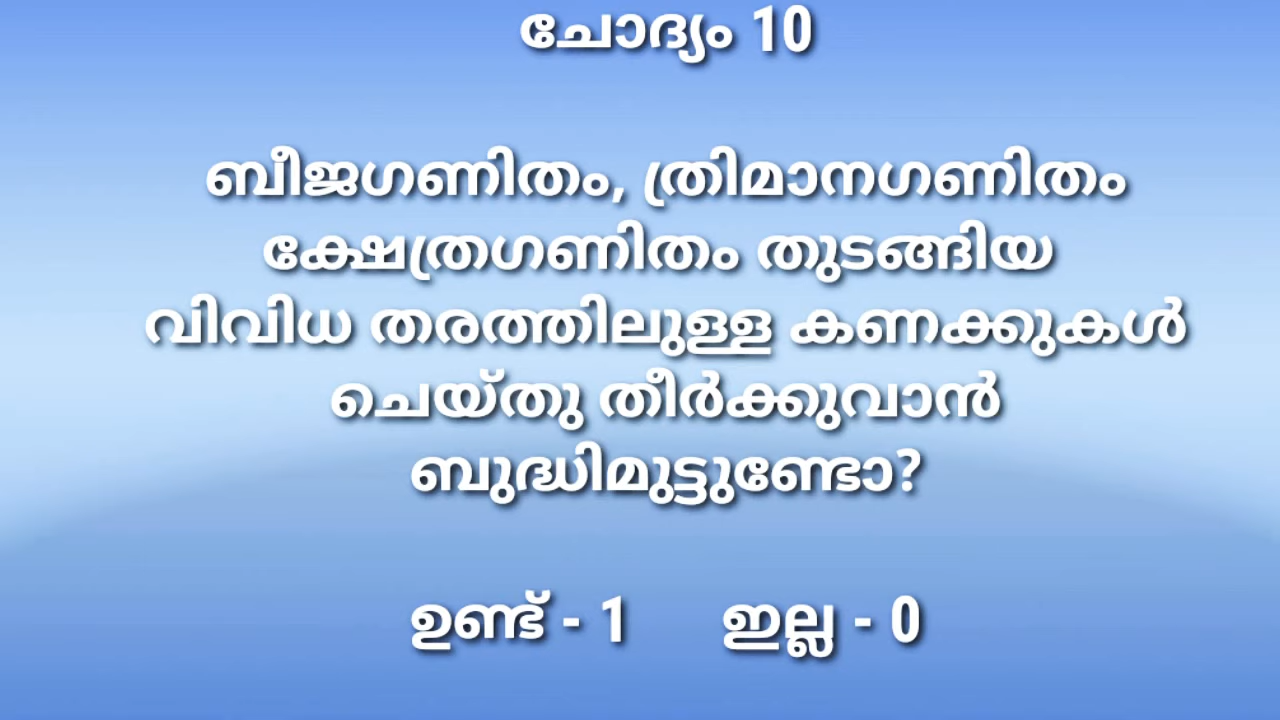 ചോദ്യം 10
ബീജഗണിതം, ത്രിമാനഗണിതം
ക്ഷേത്രഗണിതം തുടങ്ങിയ
വിവിധ തരത്തിലുള്ള കണക്കുകൾ
ചെയ്തു തീർക്കുവാൻ
ബുദ്ധിമുട്ടുണ്ടോ?
ഉണ്ട് - 1 ഇല്ല - 0